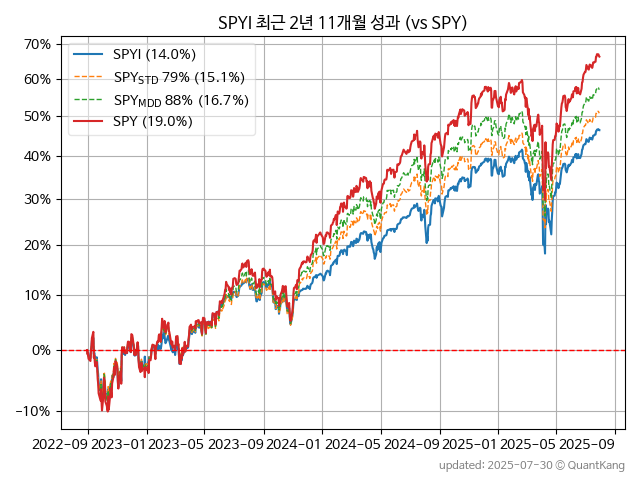 SPYI 최근 2년 11개월 성과 (vs SPY)
70%
60%
50%
40%
30%
20%
10%
0%
−10%
SPYI (14.0%)
SPY_STD 79% (15.1%)
SPY_MDD 88% (16.7%)
SPY (19.0%)
2022-09 2023-01 2023-05 2023-09 2024-01 2024-05 2024-09 2025-01 2025-05 2025-09
updated: 2025-07-30 © QuantKang